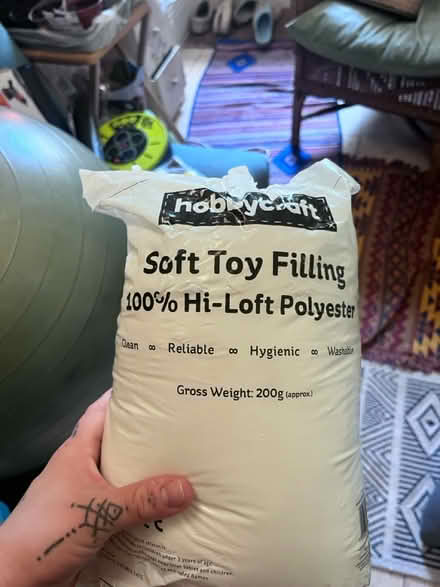 hobbycraft
Soft Toy Filling
100% Hi-Loft Polyester
Clean ∞ Reliable ∞ Hygienic ∞ Washable
Gross Weight: 200g (approx)